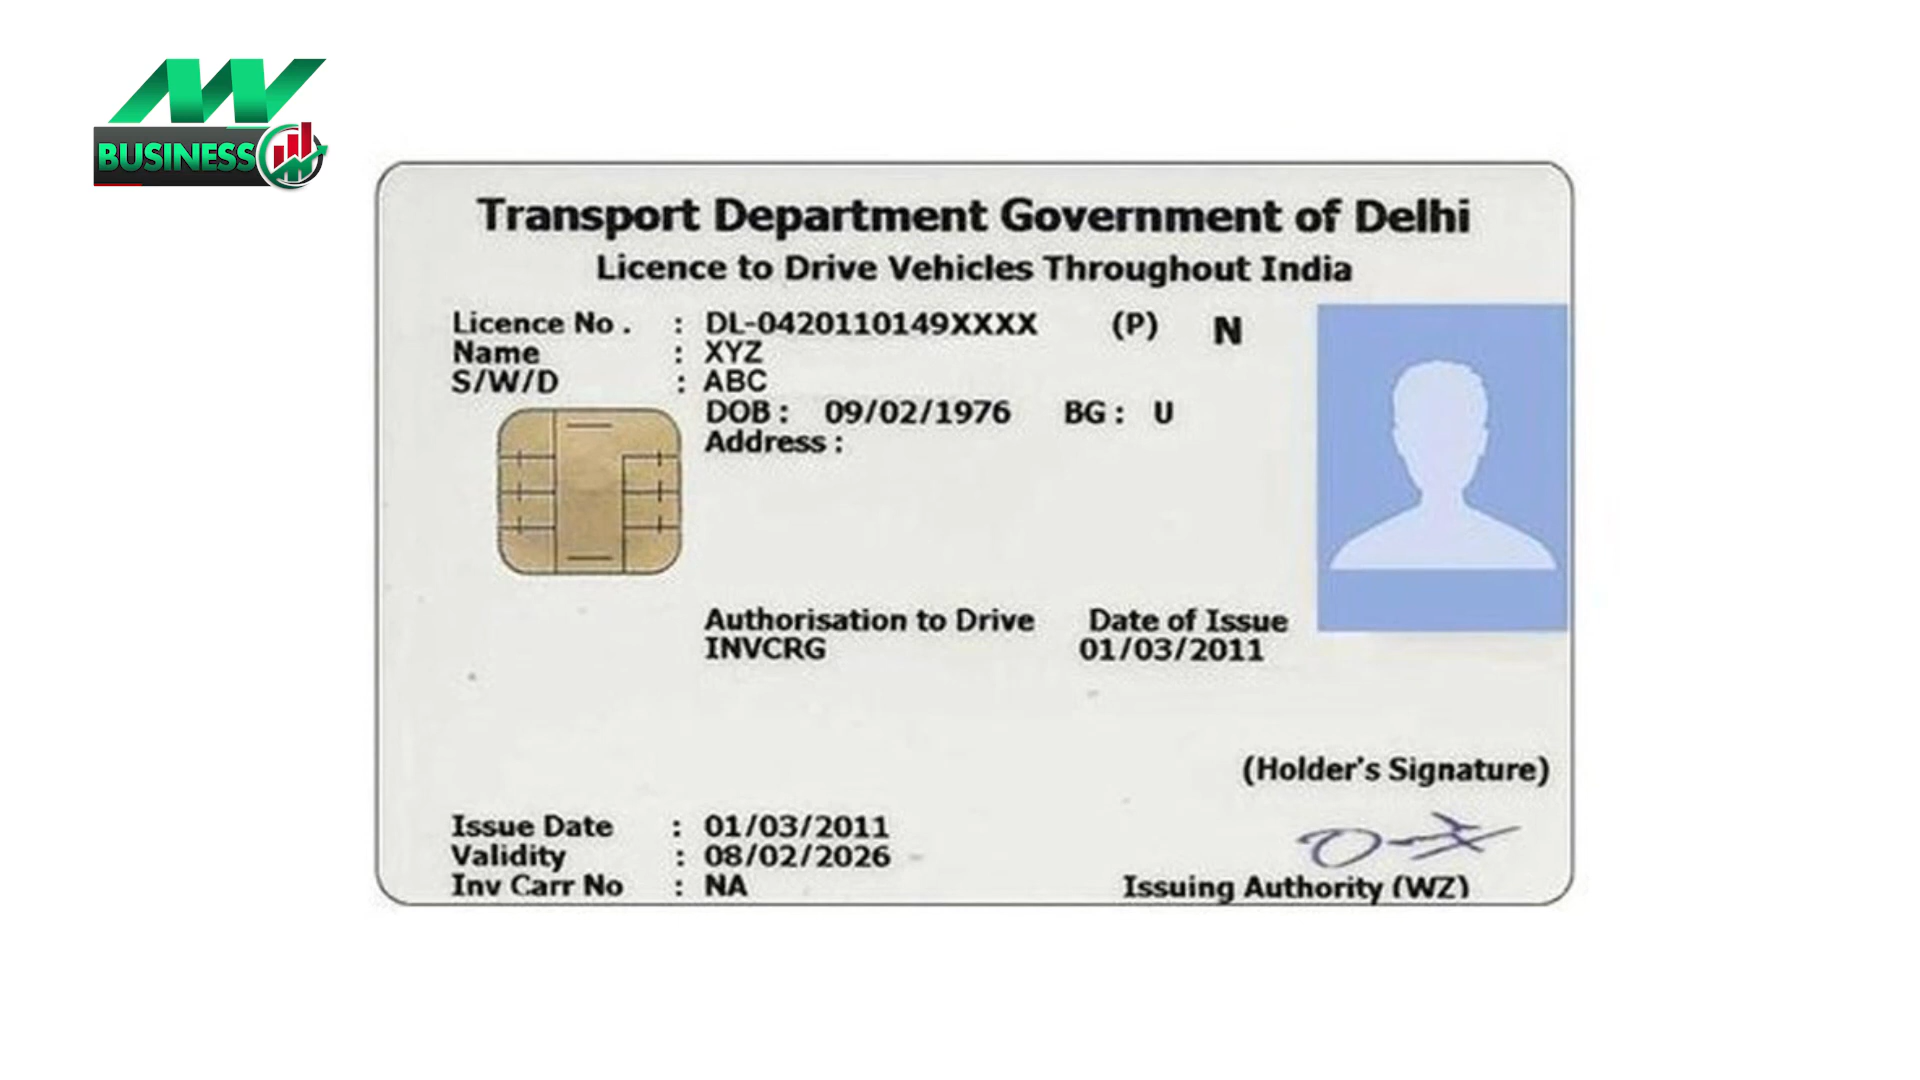 BUSINESS
Transport Department Government of Delhi
Licence to Drive Vehicles Throughout India
Licence No . : DL-0420110149XXXX (P) N
Name : XYZ
S/W/D : ABC
DOB : 09/02/1976 BG : U
Address :
Authorisation to Drive Date of Issue
INVCRG 01/03/2011
(Holder's Signature)
Issue Date : 01/03/2011
Validity : 08/02/2026
Inv Carr No : NA
Issuing Authority (WZ)